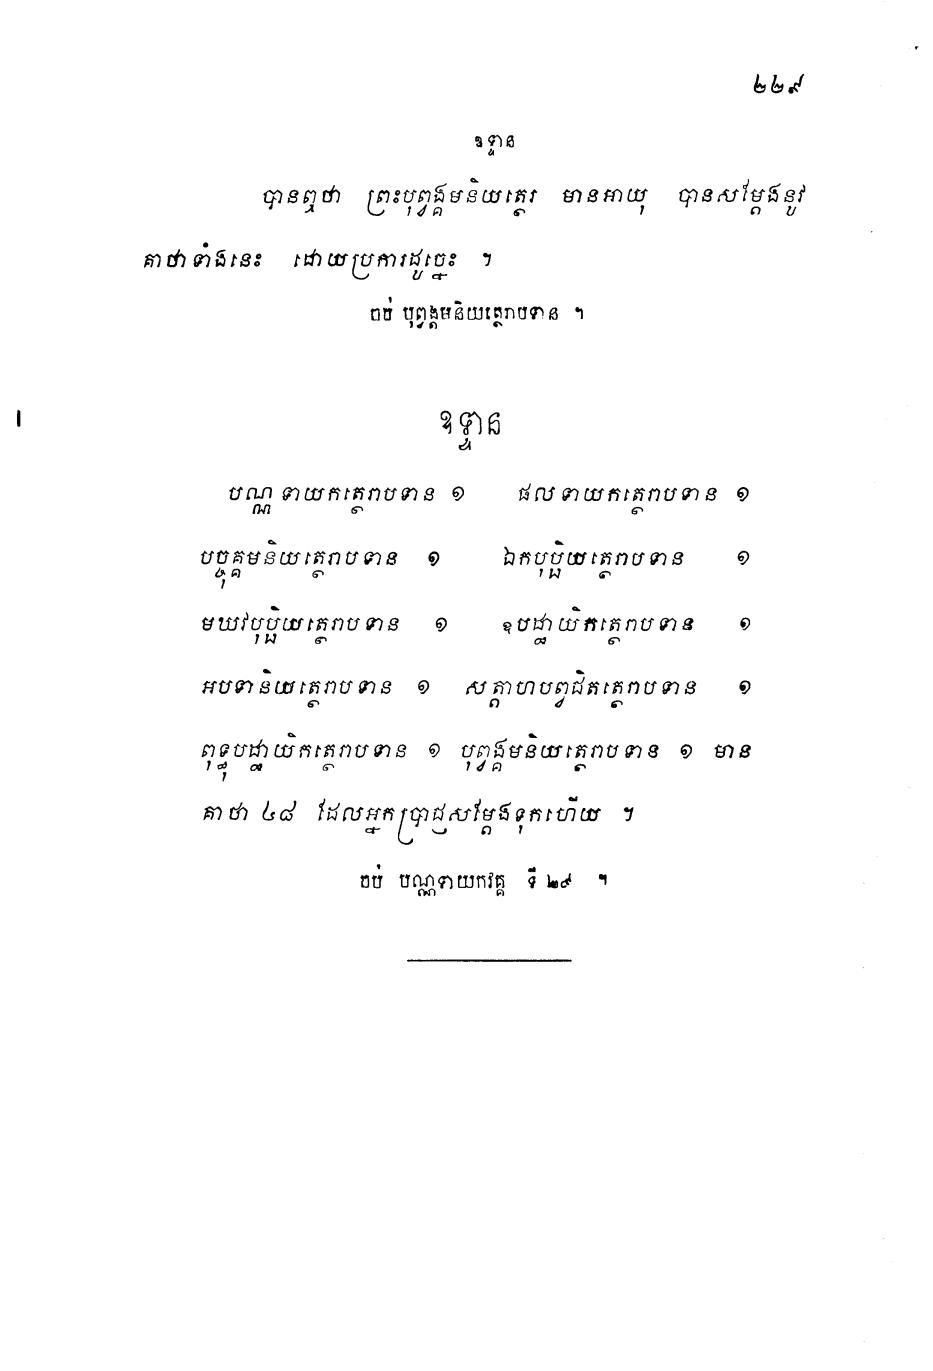 ២២៩
ឧទ្ទាន
បានឮថា ព្រះបុព្វង្គមនិយត្ថេរ មានអាយុ បានសម្ដែងនូវ
គាថាទាំងនេះ ដោយប្រការដូច្នេះ ។
ចប់ បុព្វង្គមនិយត្ថេរាបទាន ។
ឧទ្ទាន
បណ្ណទាយកត្ថេរាបទាន ១ ផលទាយកត្ថេរាបទាន ១
បច្ចុគ្គមនិយត្ថេរាបទាន ១ ឯកបុប្ផិយត្ថេរាបទាន ១
មឃវបុប្ផិយត្ថេរាបទាន ១ ឧបដ្ឋាយិកត្ថេរាបទាន ១
អបទានិយត្ថេរាបទាន ១ សត្តាហបព្វជិតត្ថេរាបទាន ១
ពុទ្ធុបដ្ឋាយិកត្ថេរាបទាន ១ បុព្វង្គមនិយត្ថេរាបទាន ១ មាន
គាថា ៤៨ ដែលអ្នកប្រាជ្ញសម្ដែងទុកហើយ ។
ចប់ បណ្ណទាយកវគ្គ ទី ២៩ ។